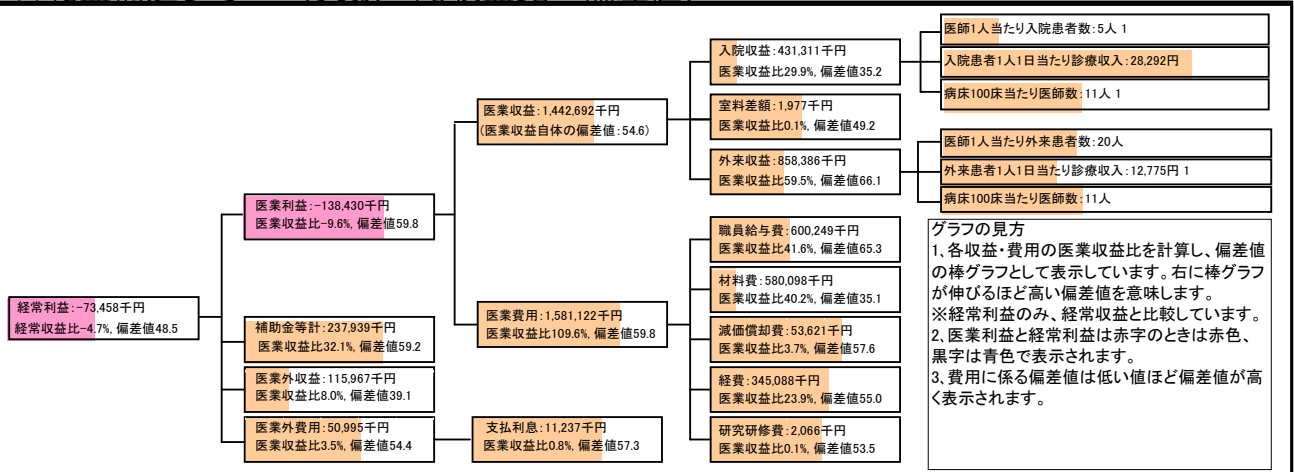 経常利益:-73,458千円
経常収益比-4.7%, 偏差値48.5
医業利益:-138,430千円
医業収益比-9.6%, 偏差値59.8
補助金等計:237,939千円
医業収益比32.1%, 偏差値59.2
医業外収益:115,967千円
医業収益比8.0%, 偏差値39.1
医業外費用:50,995千円
医業収益比3.5%, 偏差値54.4
医業収益:1,442,692千円
(医業収益自体の偏差値:54.6)
医業費用:1,581,122千円
医業収益比109.6%, 偏差値59.8
支払利息:11,237千円
医業収益比0.8%, 偏差値57.3
入院収益:431,311千円
医業収益比29.9%, 偏差値35.2
室料差額:1,977千円
医業収益比0.1%, 偏差値49.2
外来収益:858,386千円
医業収益比59.5%, 偏差値66.1
職員給与費:600,249千円
医業収益比41.6%, 偏差値65.3
材料費:580,098千円
医業収益比40.2%, 偏差値35.1
減価償却費:53,621千円
医業収益比3.7%, 偏差値57.6
経費:345,088千円
医業収益比23.9%, 偏差値55.0
研究研修費:2,066千円
医業収益比0.1%, 偏差値53.5
医師1人当たり入院患者数:5人 1
入院患者1人1日当たり診療収入:28,292円
病床100床当たり医師数:11人 1
医師1人当たり外来患者数:20人
外来患者1人1日当たり診療収入:12,775円 1
病床100床当たり医師数:11人
グラフの見方
1、各収益・費用の医業収益比を計算し、偏差値
の棒グラフとして表示しています。右に棒グラフ
が伸びるほど高い偏差値を意味します。
※経常利益のみ、経常収益と比較しています。
2、医業利益と経常利益は赤字のときは赤色、
黒字は青色で表示されます。
3、費用に係る偏差値は低い値ほど偏差値が高
く表示されます。